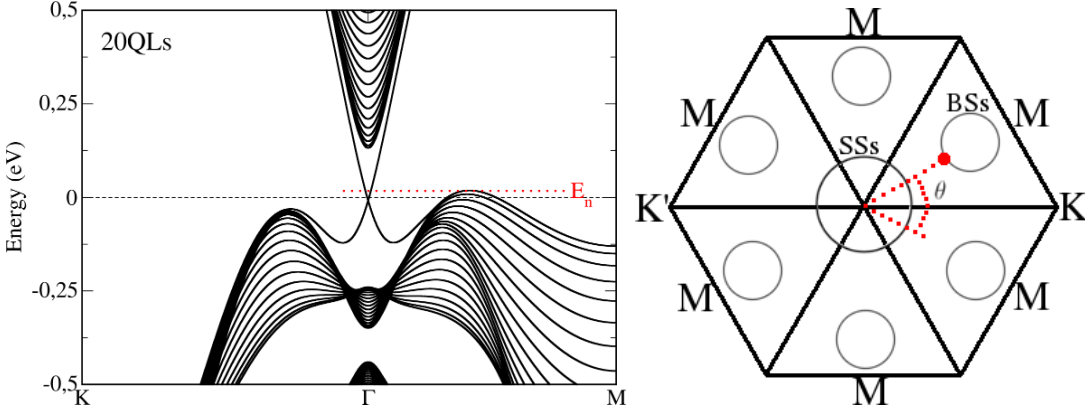 0,5
20QLs
0,25
Energy (eV)
0
E_n
-0,25
-0,5
K
Γ
M
M
M
M
BSs
SSs
K'
K
θ
M
M
M